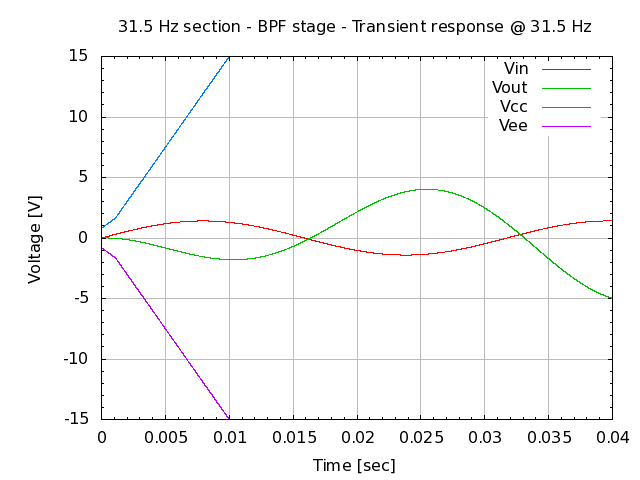 31.5 Hz section - BPF stage - Transient response @ 31.5 Hz
15
10
5
0
-5
-10
-15
Voltage [V]
Vin
Vout
Vcc
Vee
0 0.005 0.01 0.015 0.02 0.025 0.03 0.035 0.04
Time [sec]